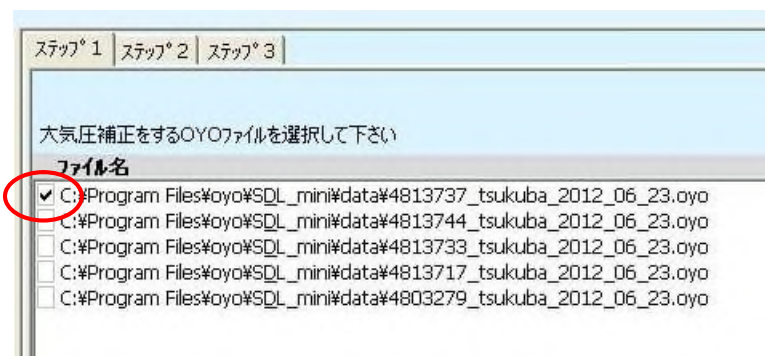 ステップ1 ステップ2 ステップ3
大気圧補正をするOYOファイルを選択して下さい
ファイル名
C:¥Program Files¥oyo¥SDL_mini¥data¥4813737_tsukuba_2012_06_23.oyo
C:¥Program Files¥oyo¥SDL_mini¥data¥4813744_tsukuba_2012_06_23.oyo
C:¥Program Files¥oyo¥SDL_mini¥data¥4813733_tsukuba_2012_06_23.oyo
C:¥Program Files¥oyo¥SDL_mini¥data¥4813717_tsukuba_2012_06_23.oyo
C:¥Program Files¥oyo¥SDL_mini¥data¥4803279_tsukuba_2012_06_23.oyo